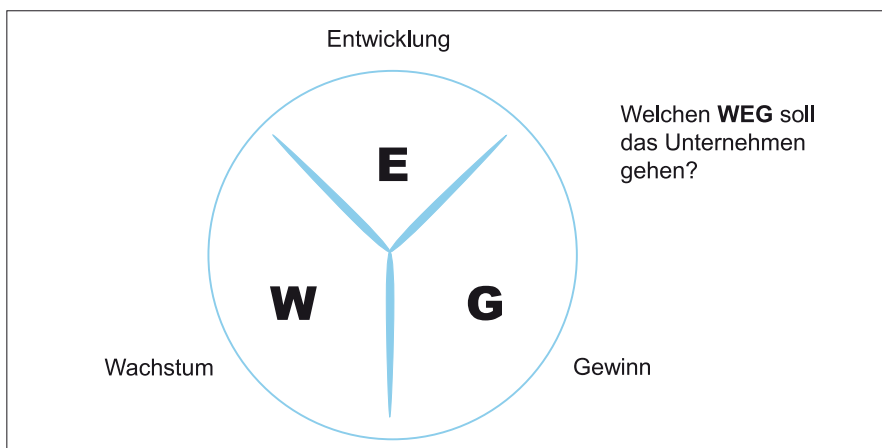 Entwicklung
Welchen WEG soll
das Unternehmen
gehen?
E
W
G
Wachstum
Gewinn